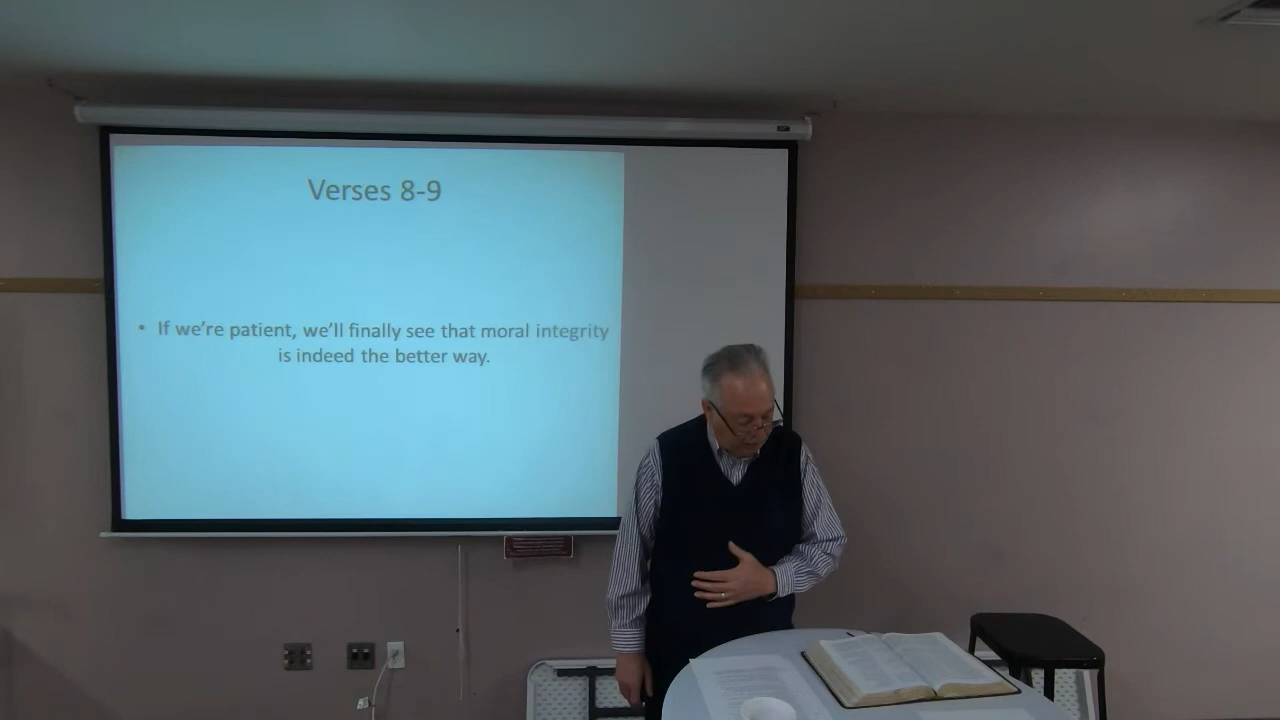 Verses 8-9
• If we're patient, we'll finally see that moral integrity
is indeed the better way.